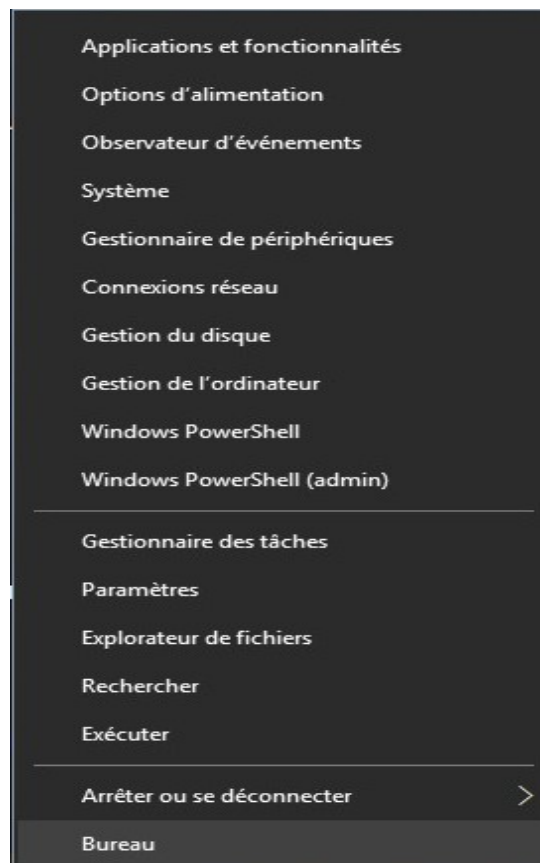 Applications et fonctionnalités
Options d’alimentation
Observateur d’événements
Système
Gestionnaire de périphériques
Connexions réseau
Gestion du disque
Gestion de l’ordinateur
Windows PowerShell
Windows PowerShell (admin)
Gestionnaire des tâches
Paramètres
Explorateur de fichiers
Rechercher
Exécuter
Arrêter ou se déconnecter
Bureau